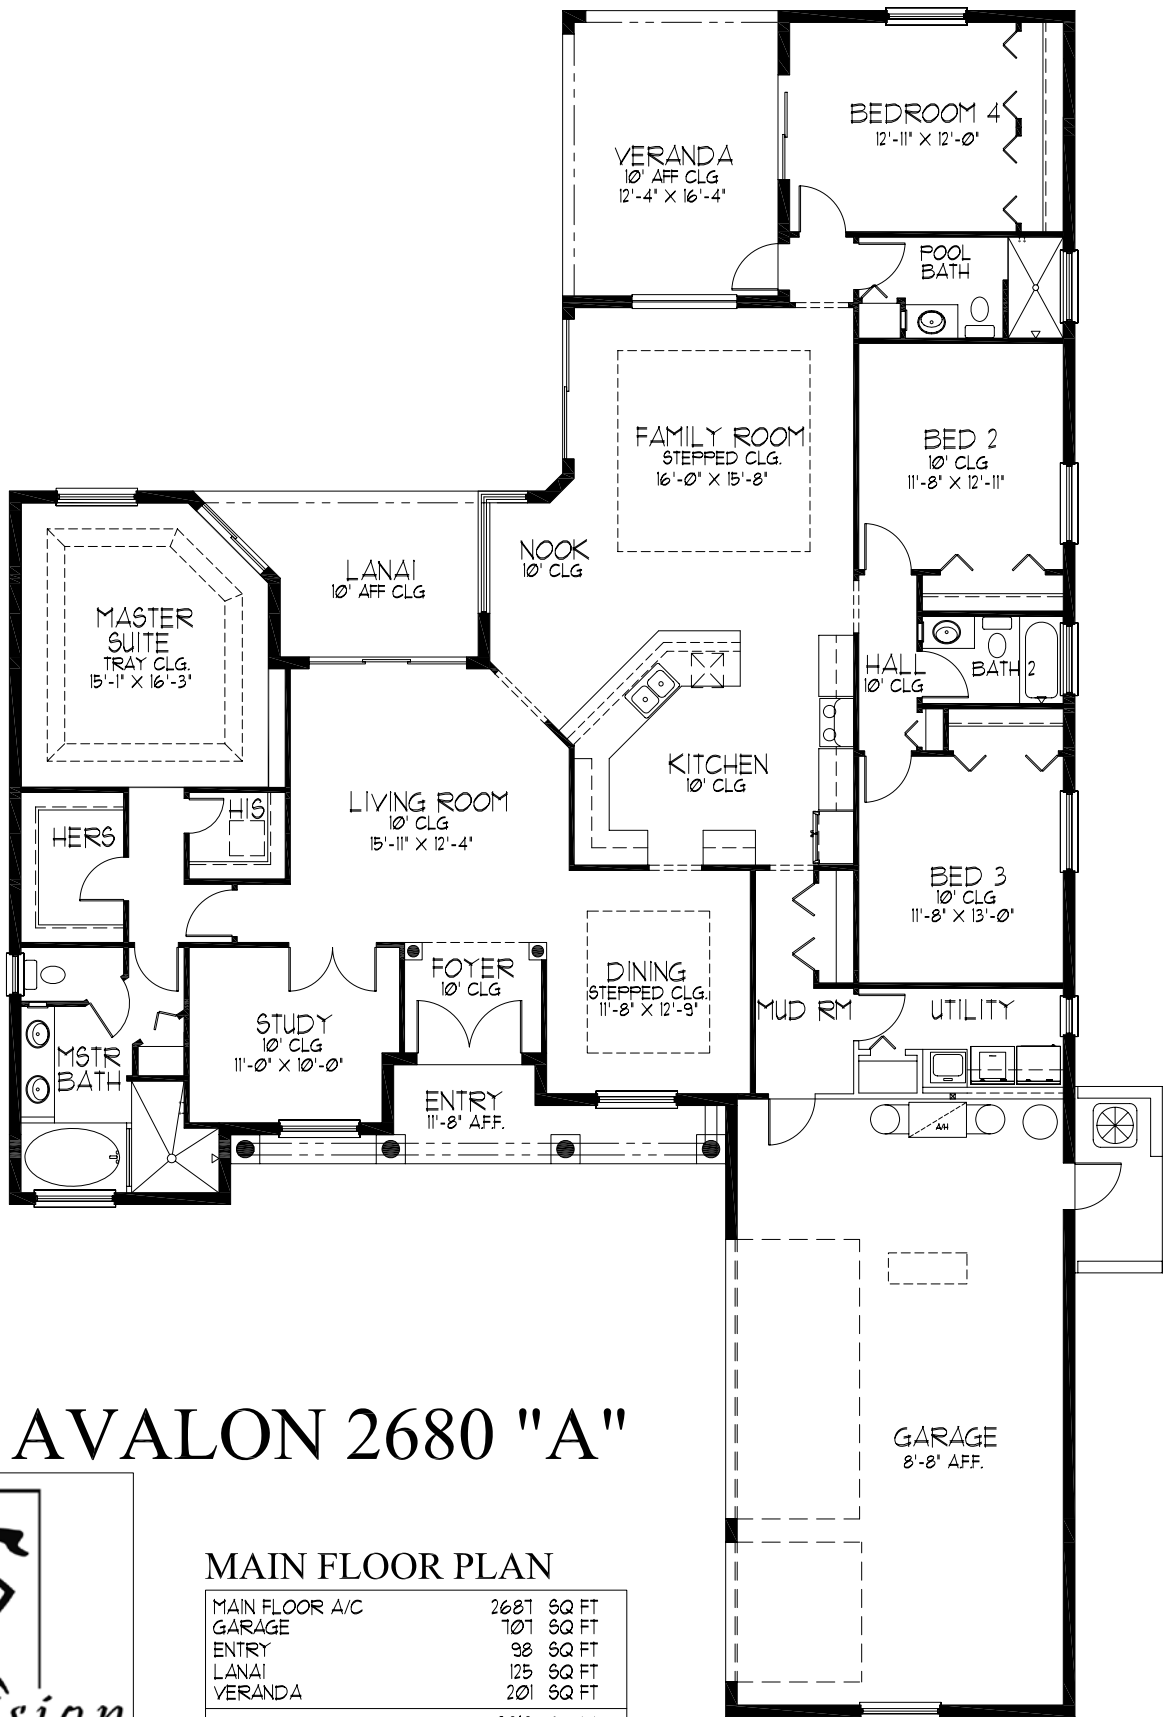 BEDROOM 4
12'-11" X 12'-0"
VERANDA
10' AFF CLG
12'-4" X 16'-4"
POOL
BATH
FAMILY ROOM
STEPPED CLG.
16'-0" X 15'-8"
BED 2
10' CLG
11'-8" X 12'-11"
NOOK
10' CLG
LANAI
10' AFF CLG
MASTER
SUITE
TRAY CLG.
15'-1" X 16'-3"
HALL
10' CLG
BATH 2
KITCHEN
10' CLG
LIVING ROOM
10' CLG
15'-11" X 12'-4"
HIS
HERS
BED 3
10' CLG
11'-8" X 13'-0"
FOYER
10' CLG
DINING
STEPPED CLG.
11'-8" X 12'-9"
MUD RM
UTILITY
STUDY
10' CLG
11'-0" X 10'-0"
MSTR
BATH
ENTRY
11'-8" A.F.F.
A/H
GARAGE
8'-8" A.F.F.
AVALON 2680 "A"
MAIN FLOOR PLAN
MAIN FLOOR A/C 2687 SQ FT
GARAGE 707 SQ FT
ENTRY 98 SQ FT
LANAI 125 SQ FT
VERANDA 201 SQ FT